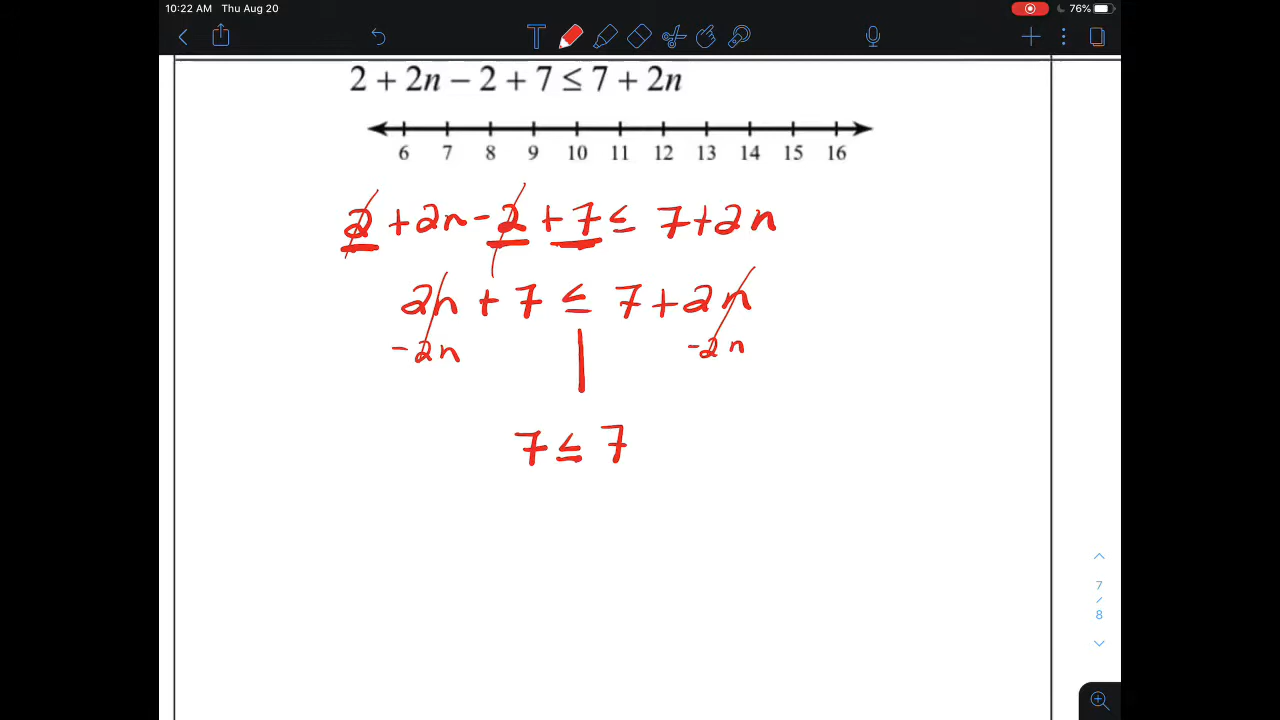 10:22 AM Thu Aug 20
76%
T
2 + 2n − 2 + 7 ≤ 7 + 2n
6 7 8 9 10 11 12 13 14 15 16
2 + 2n - 2 + 7 ≤ 7 + 2n
2n + 7 ≤ 7 + 2n
-2n -2n
7 ≤ 7
7
/
8